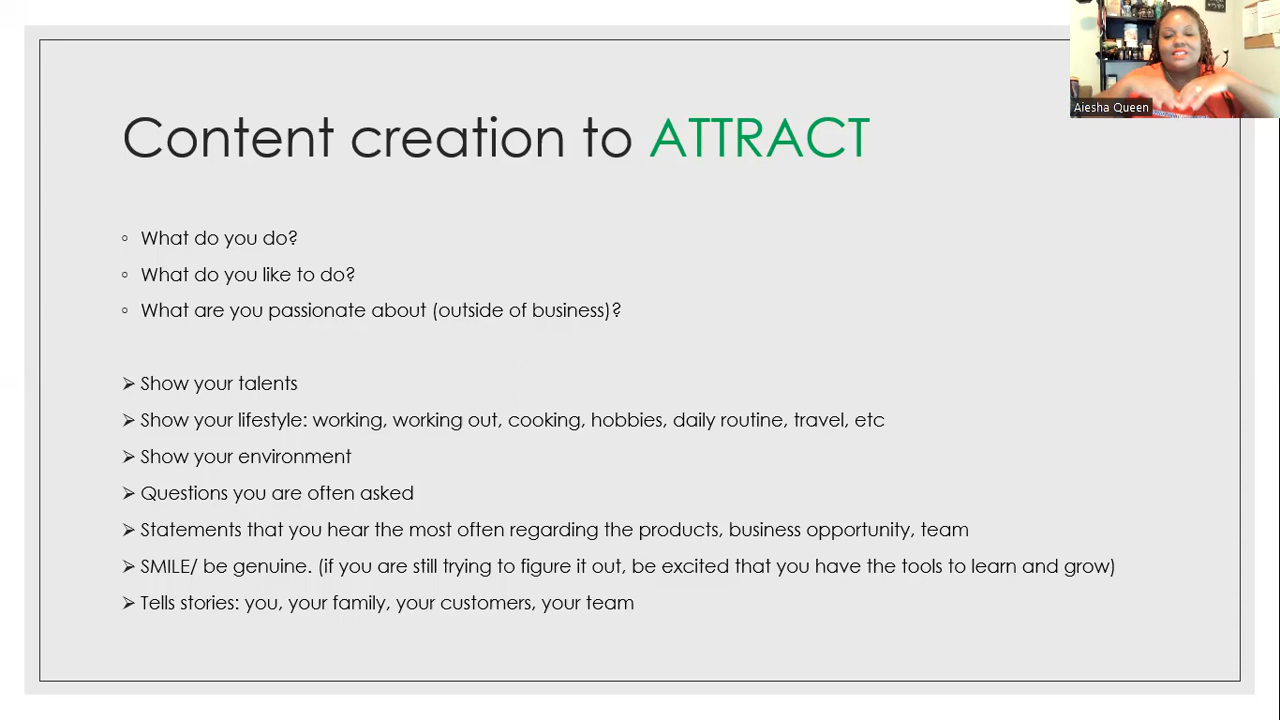 Aiesha Queen
Content creation to ATTRACT
◦ What do you do?
◦ What do you like to do?
◦ What are you passionate about (outside of business)?
➢ Show your talents
➢ Show your lifestyle: working, working out, cooking, hobbies, daily routine, travel, etc
➢ Show your environment
➢ Questions you are often asked
➢ Statements that you hear the most often regarding the products, business opportunity, team
➢ SMILE/ be genuine. (if you are still trying to figure it out, be excited that you have the tools to learn and grow)
➢ Tells stories: you, your family, your customers, your team